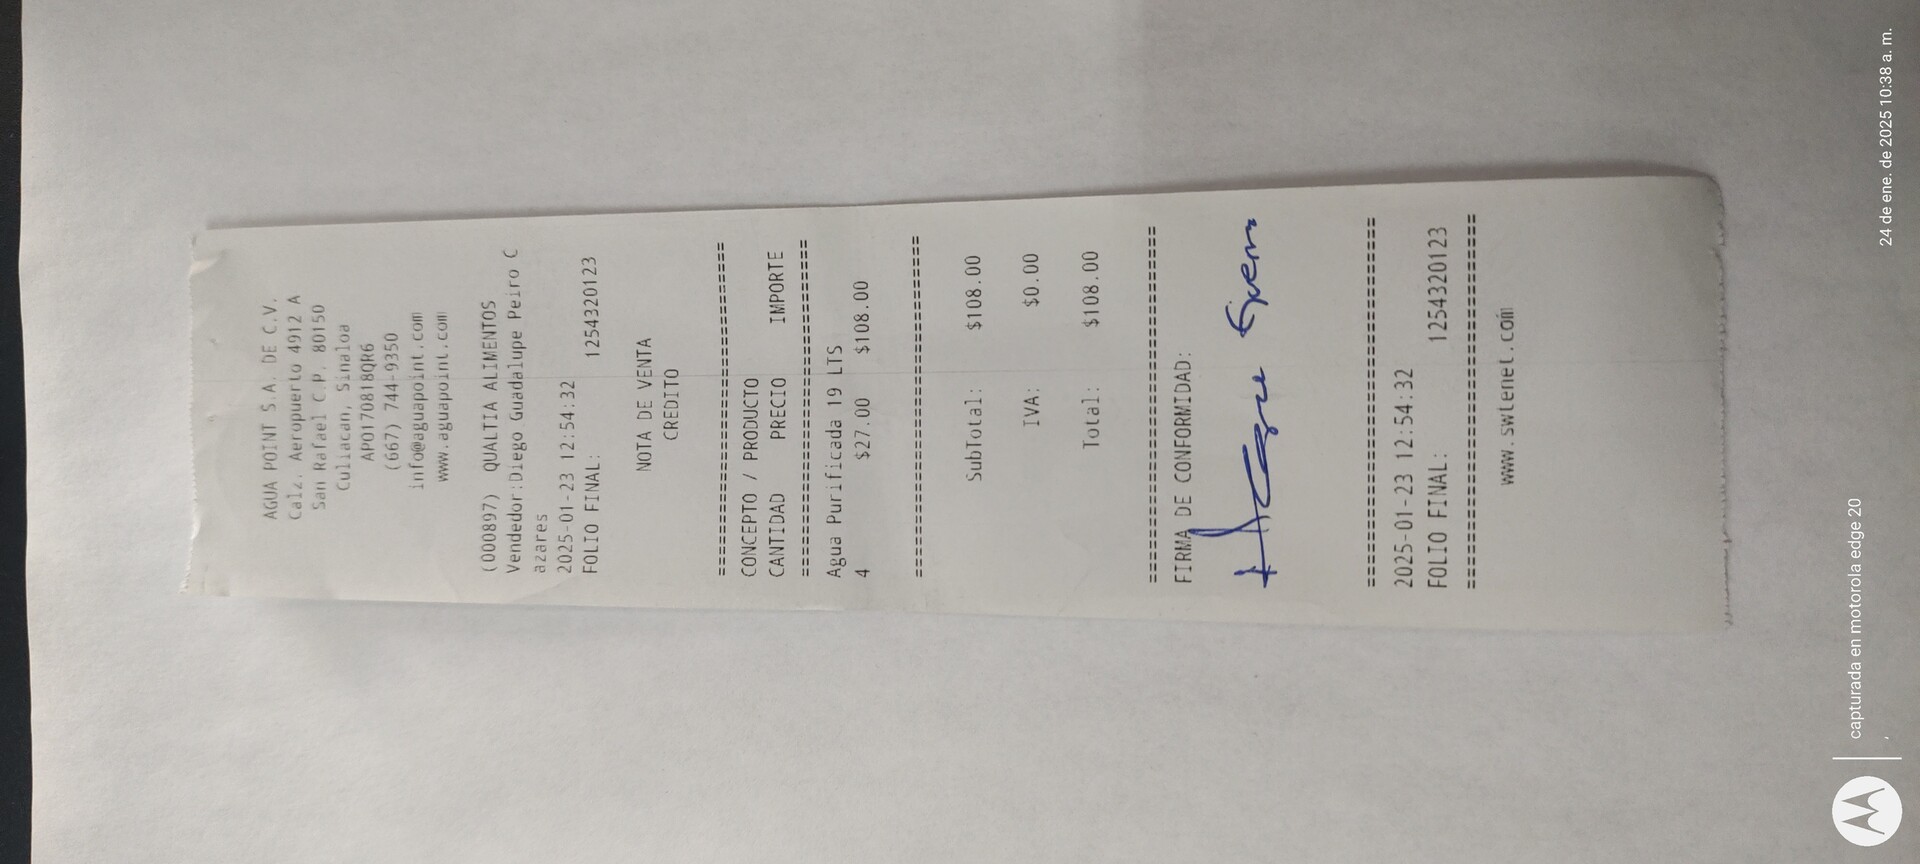 AGUA POINT S.A. DE C.V.
Calz. Aeropuerto 4912 A
San Rafael C.P. 80150
Culiacan, Sinaloa
APO170818QR6
(667) 744-9350
info@aguapoint.com
www.aguapoint.com
(000897) QUALTIA ALIMENTOS
Vendedor:Diego Guadalupe Peiro C
azares
2025-01-23 12:54:32
FOLIO FINAL: 1254320123
NOTA DE VENTA
CREDITO
================================
CONCEPTO / PRODUCTO
CANTIDAD PRECIO IMPORTE
================================
Agua Purificada 19 LTS
4 $27.00 $108.00
================================
SubTotal: $108.00
IVA: $0.00
Total: $108.00
================================
FIRMA DE CONFORMIDAD:
================================
2025-01-23 12:54:32
FOLIO FINAL: 1254320123
================================
www.swtenet.com
capturada en motorola edge 20
24 de ene. de 2025 10:38 a. m.